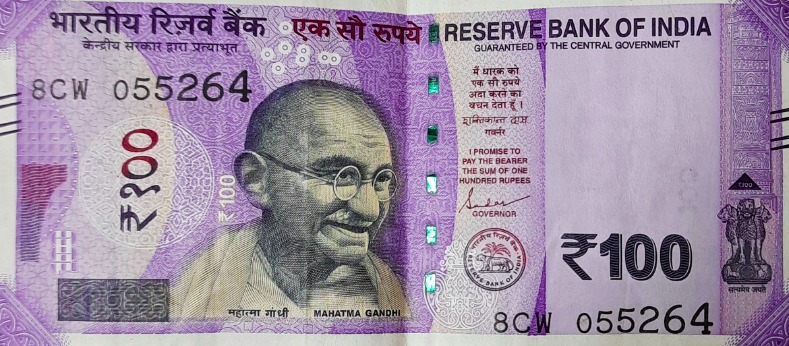 भारतीय रिज़र्व बैंक
केन्द्रीय सरकार द्वारा प्रत्याभूत
एक सौ रुपये
RESERVE BANK OF INDIA
GUARANTEED BY THE CENTRAL GOVERNMENT
8CW 055264
₹१००
₹100
मैं धारक को
एक सौ रुपये
अदा करने का
वचन देता हूँ।
शक्तिकान्त दास
गवर्नर
I PROMISE TO
PAY THE BEARER
THE SUM OF ONE
HUNDRED RUPEES
GOVERNOR
भारतीय रिज़र्व बैंक
RESERVE BANK OF INDIA
₹100
₹100
सत्यमेव जयते
महात्मा गांधी
MAHATMA GANDHI
8CW 055264